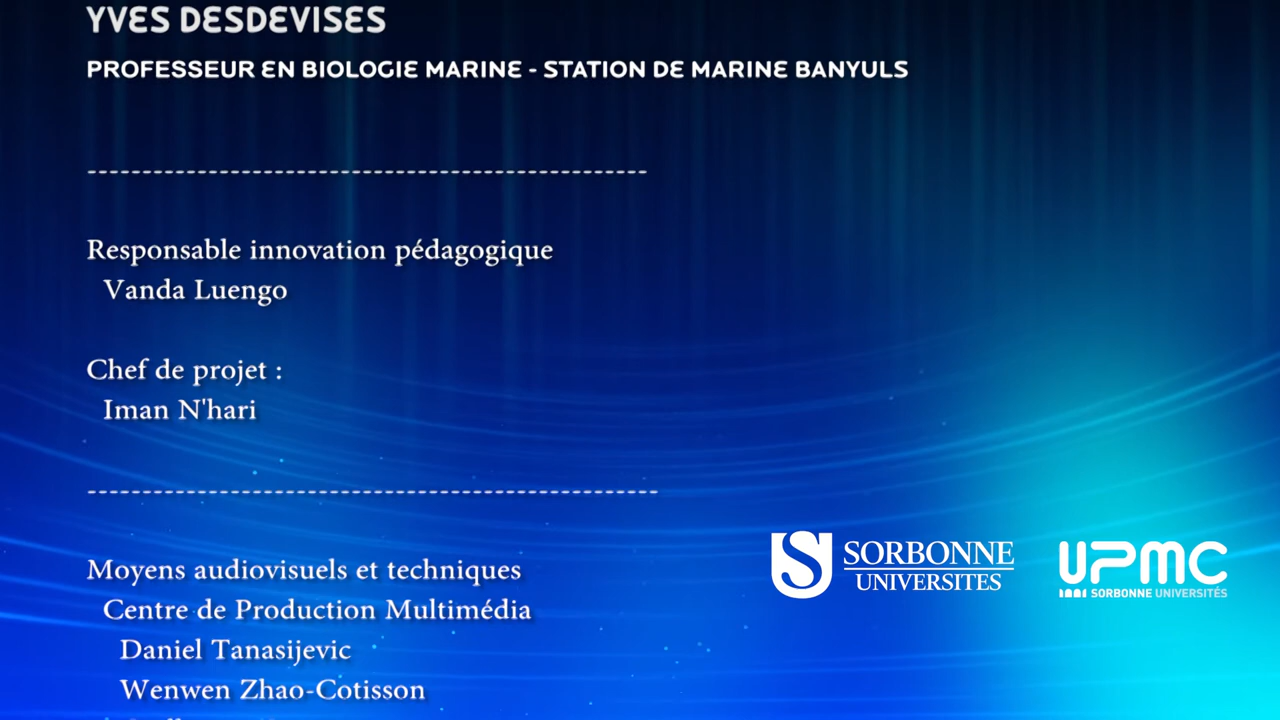 YVES DESDEVISES
PROFESSEUR EN BIOLOGIE MARINE - STATION DE MARINE BANYULS
--------------------------------------------------
Responsable innovation pédagogique
Vanda Luengo
Chef de projet :
Iman N'hari
---------------------------------------------------
Moyens audiovisuels et techniques
Centre de Production Multimédia
Daniel Tanasijevic
Wenwen Zhao-Cotisson
SORBONNE
UNIVERSITES
UPMC
SORBONNE UNIVERSITÉS